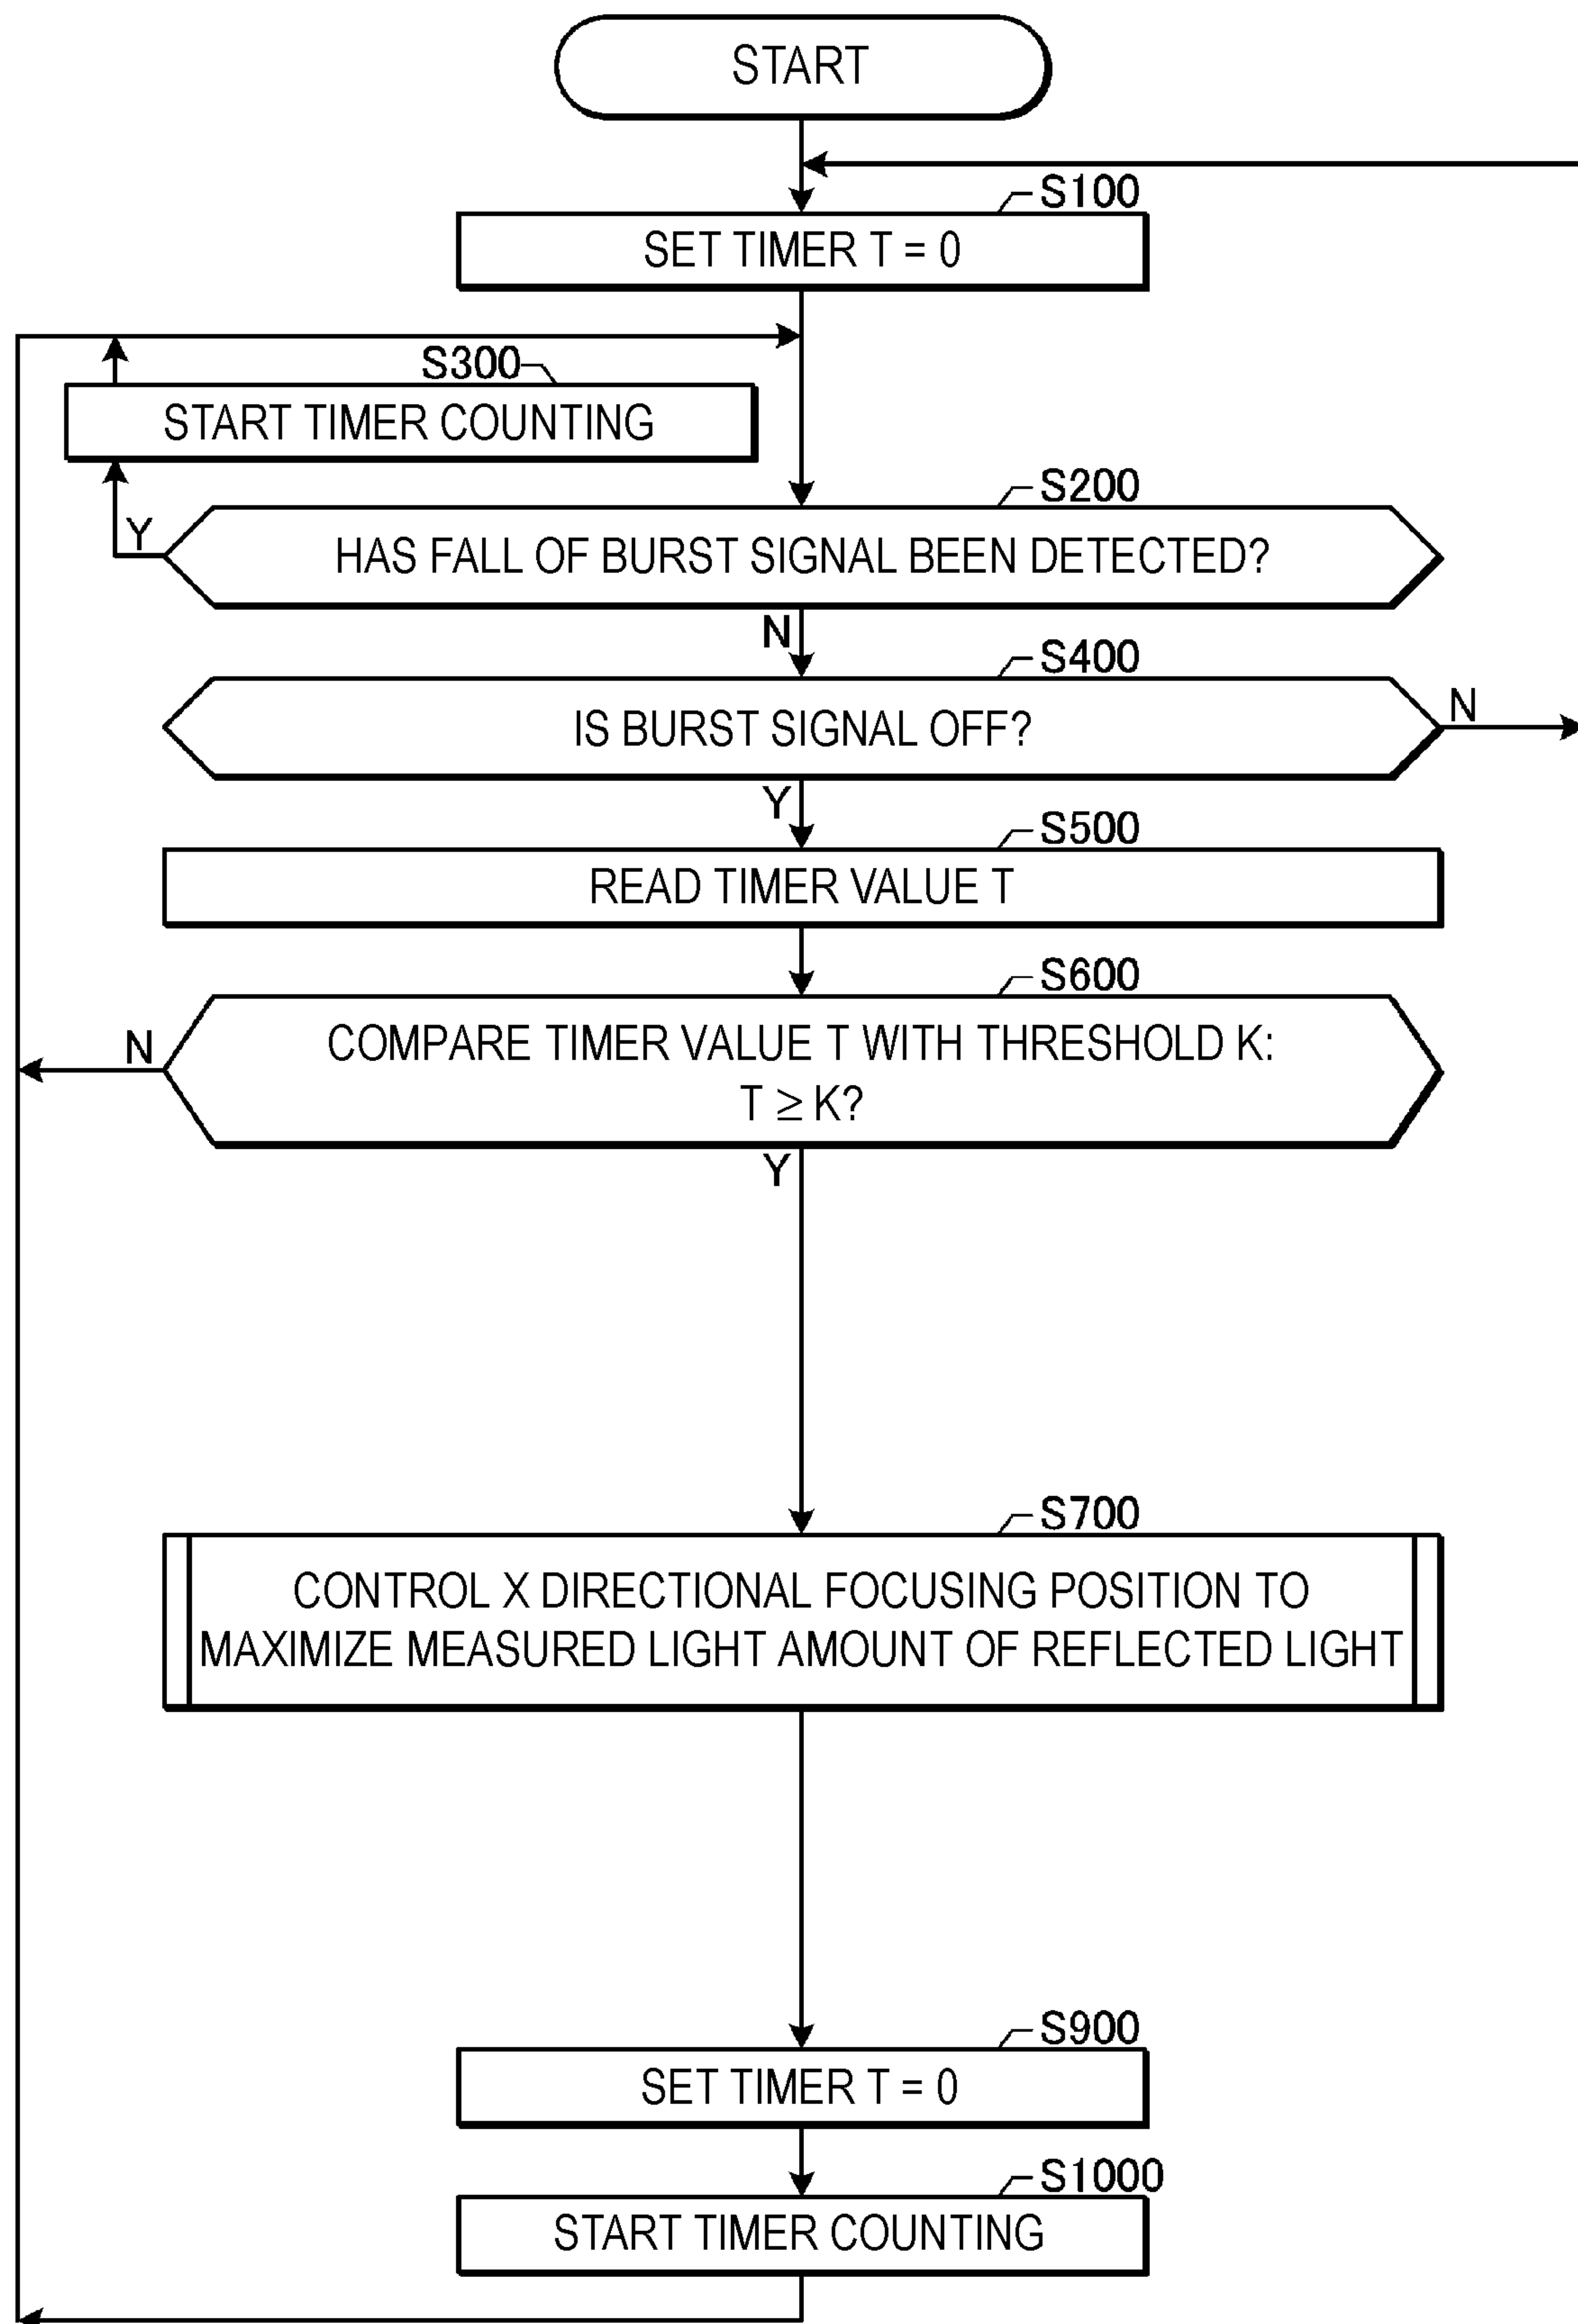 START
S100
SET TIMER T = 0
S300
START TIMER COUNTING
S200
Y
HAS FALL OF BURST SIGNAL BEEN DETECTED?
N
S400
IS BURST SIGNAL OFF?
N
Y
S500
READ TIMER VALUE T
S600
N
COMPARE TIMER VALUE T WITH THRESHOLD K:
T ≥ K?
Y
S700
CONTROL X DIRECTIONAL FOCUSING POSITION TO
MAXIMIZE MEASURED LIGHT AMOUNT OF REFLECTED LIGHT
S900
SET TIMER T = 0
S1000
START TIMER COUNTING